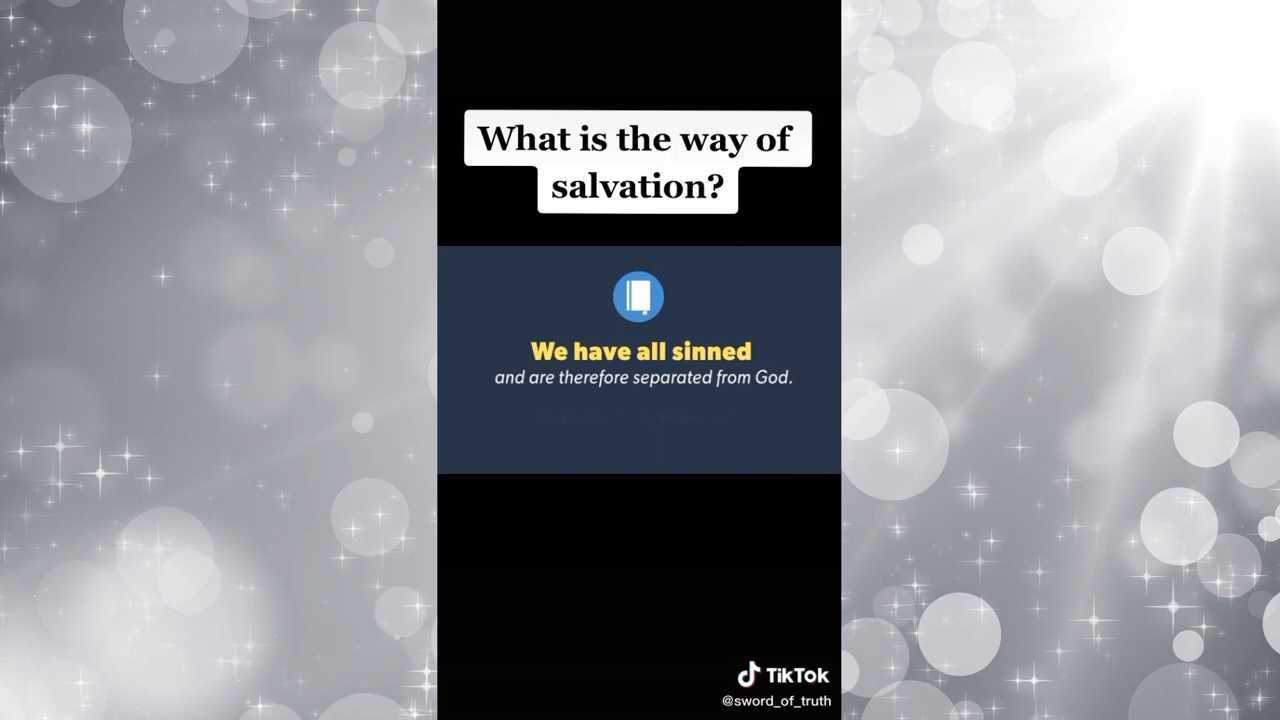 What is the way of
salvation?
We have all sinned
and are therefore separated from God.
TikTok
@sword_of_truth